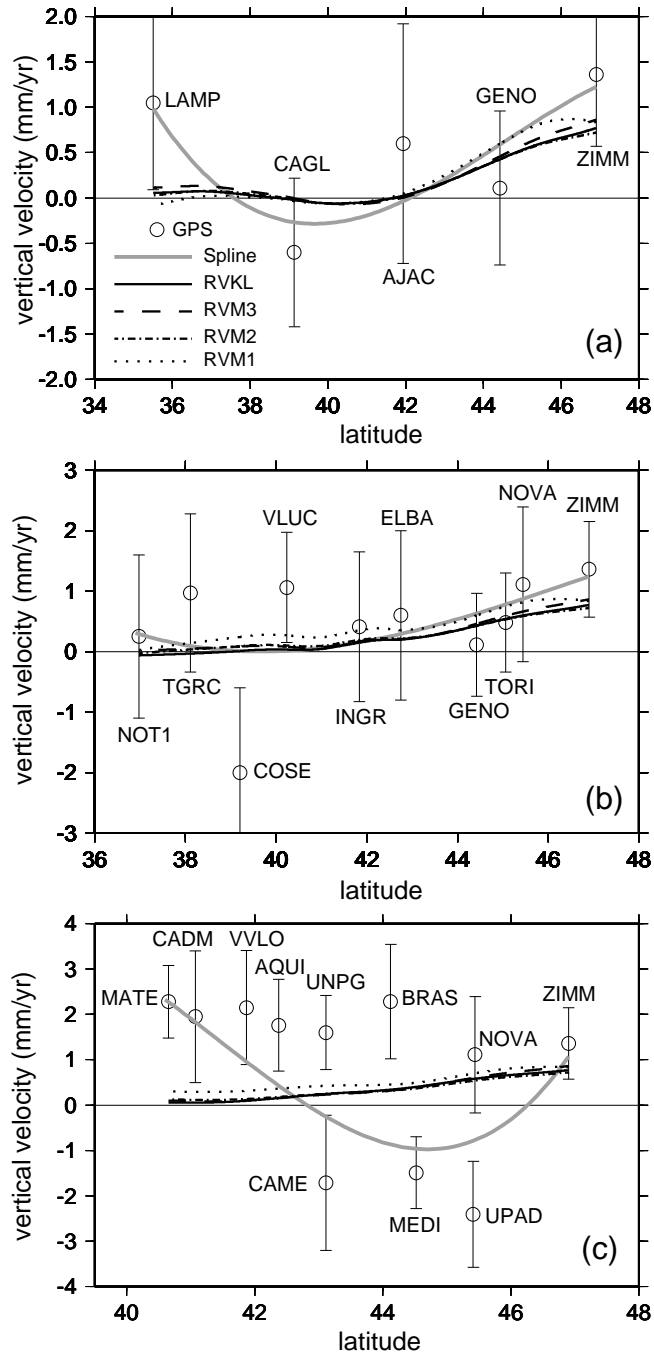 2.0
1.5
1.0
0.5
0.0
-0.5
-1.0
-1.5
-2.0
vertical velocity (mm/yr)
LAMP
CAGL
AJAC
GENO
ZIMM
GPS
Spline
RVKL
RVM3
RVM2
RVM1
(a)
34 36 38 40 42 44 46 48
latitude
3
2
1
0
-1
-2
-3
vertical velocity (mm/yr)
NOT1
TGRC
VLUC
COSE
INGR
ELBA
GENO
TORI
NOVA
ZIMM
(b)
36 38 40 42 44 46 48
latitude
4
3
2
1
0
-1
-2
-3
-4
vertical velocity (mm/yr)
MATE
CADM
VVLO
AQUI
UNPG
BRAS
NOVA
ZIMM
CAME
MEDI
UPAD
(c)
40 42 44 46 48
latitude